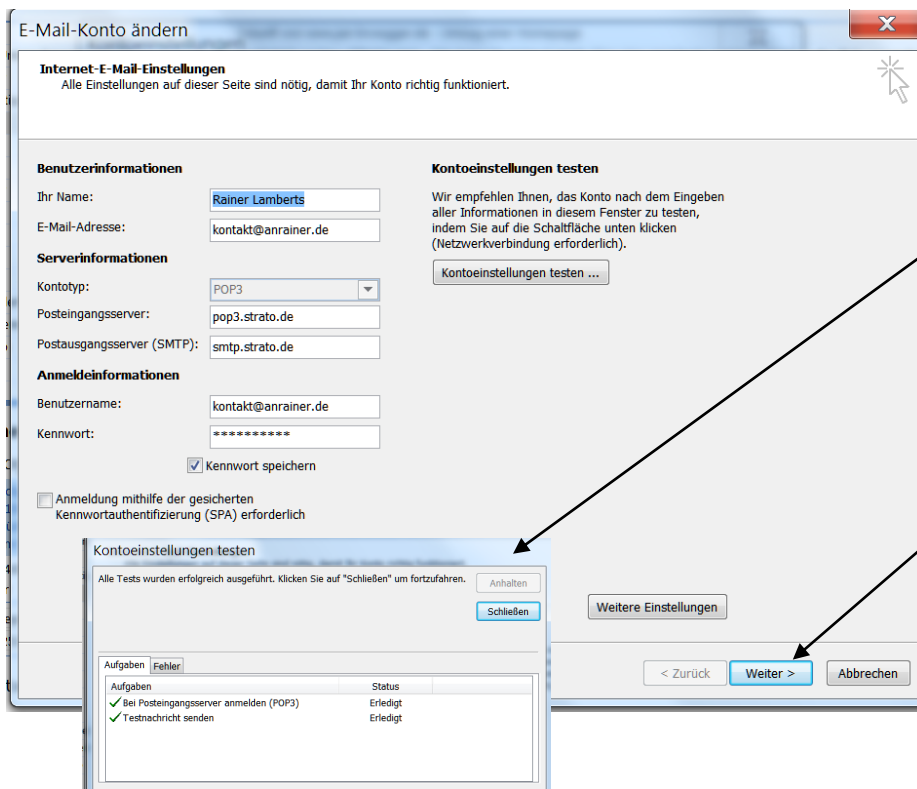 E-Mail-Konto ändern
Internet-E-Mail-Einstellungen
Alle Einstellungen auf dieser Seite sind nötig, damit Ihr Konto richtig funktioniert.
Benutzerinformationen
Ihr Name: Rainer Lamberts
E-Mail-Adresse: kontakt@anrainer.de
Serverinformationen
Kontotyp: POP3
Posteingangsserver: pop3.strato.de
Postausgangsserver (SMTP): smtp.strato.de
Anmeldeinformationen
Benutzername: kontakt@anrainer.de
Kennwort: **********
Kennwort speichern
Anmeldung mithilfe der gesicherten
Kennwortauthentifizierung (SPA) erforderlich
Kontoeinstellungen testen
Wir empfehlen Ihnen, das Konto nach dem Eingeben
aller Informationen in diesem Fenster zu testen,
indem Sie auf die Schaltfläche unten klicken
(Netzwerkverbindung erforderlich).
Kontoeinstellungen testen ...
Weitere Einstellungen
< Zurück Weiter > Abbrechen
Kontoeinstellungen testen
Alle Tests wurden erfolgreich ausgeführt. Klicken Sie auf "Schließen" um fortzufahren.
Anhalten
Schließen
Aufgaben Fehler
Aufgaben Status
Bei Posteingangsserver anmelden (POP3) Erledigt
Testnachricht senden Erledigt